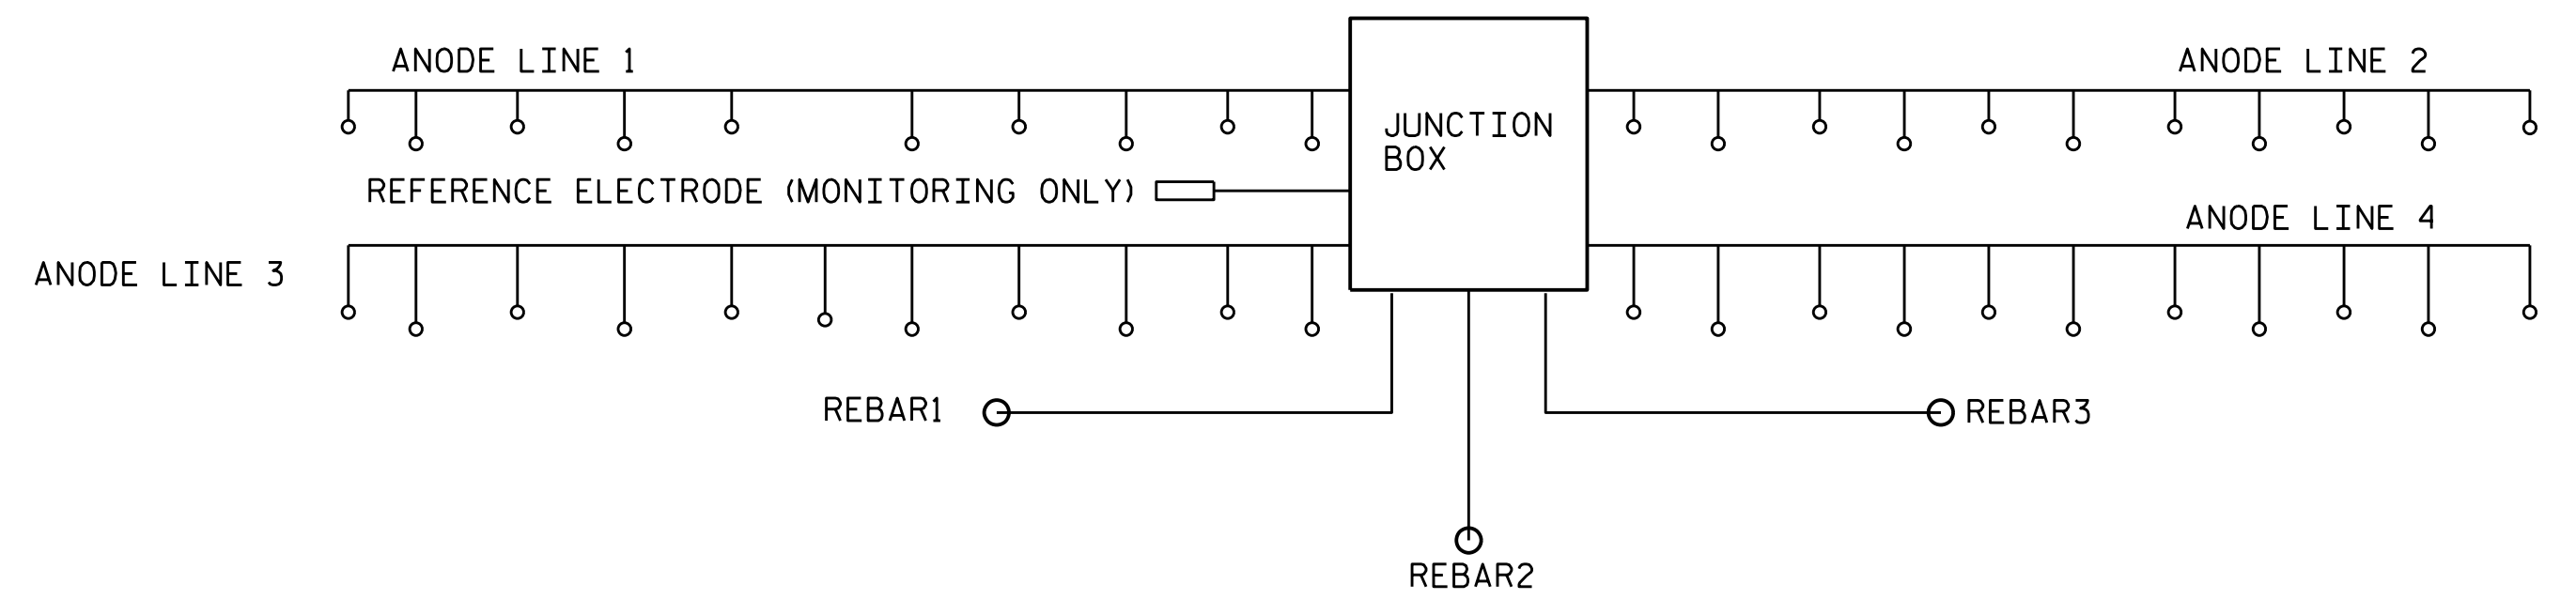 ANODE LINE 1
ANODE LINE 2
JUNCTION
BOX
REFERENCE ELECTRODE (MONITORING ONLY)
ANODE LINE 4
ANODE LINE 3
REBAR1
REBAR3
REBAR2